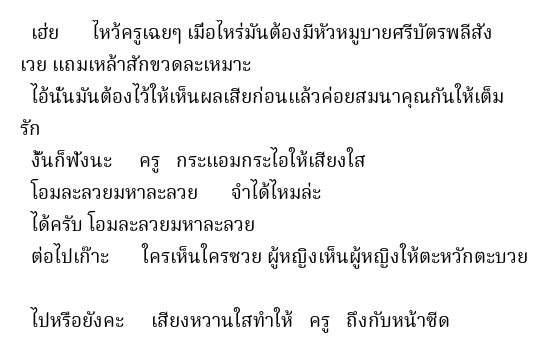 เฮ่ย ไหว้ครูเฉยๆ เมื่อไหร่มันต้องมีหัวหมูบายศรีบัตรพลีสัง
เวย แถมเหล้าสักขวดละเหมาะ
ไอ้นั่นมันต้องไว้ให้เห็นผลเสียก่อนแล้วค่อยสมนาคุณกันให้เต็ม
รัก
งั้นก็ฟังนะ ครู กระแอมกระไอให้เสียงใส
โอมละลวยมหาละลวย จำได้ไหมล่ะ
ได้ครับ โอมละลวยมหาละลวย
ต่อไปเก๊าะ ใครเห็นใครซวย ผู้หญิงเห็นผู้หญิงให้ตะหวักตะบวย
ไปหรือยังคะ เสียงหวานใสทำให้ ครู ถึงกับหน้าซีด